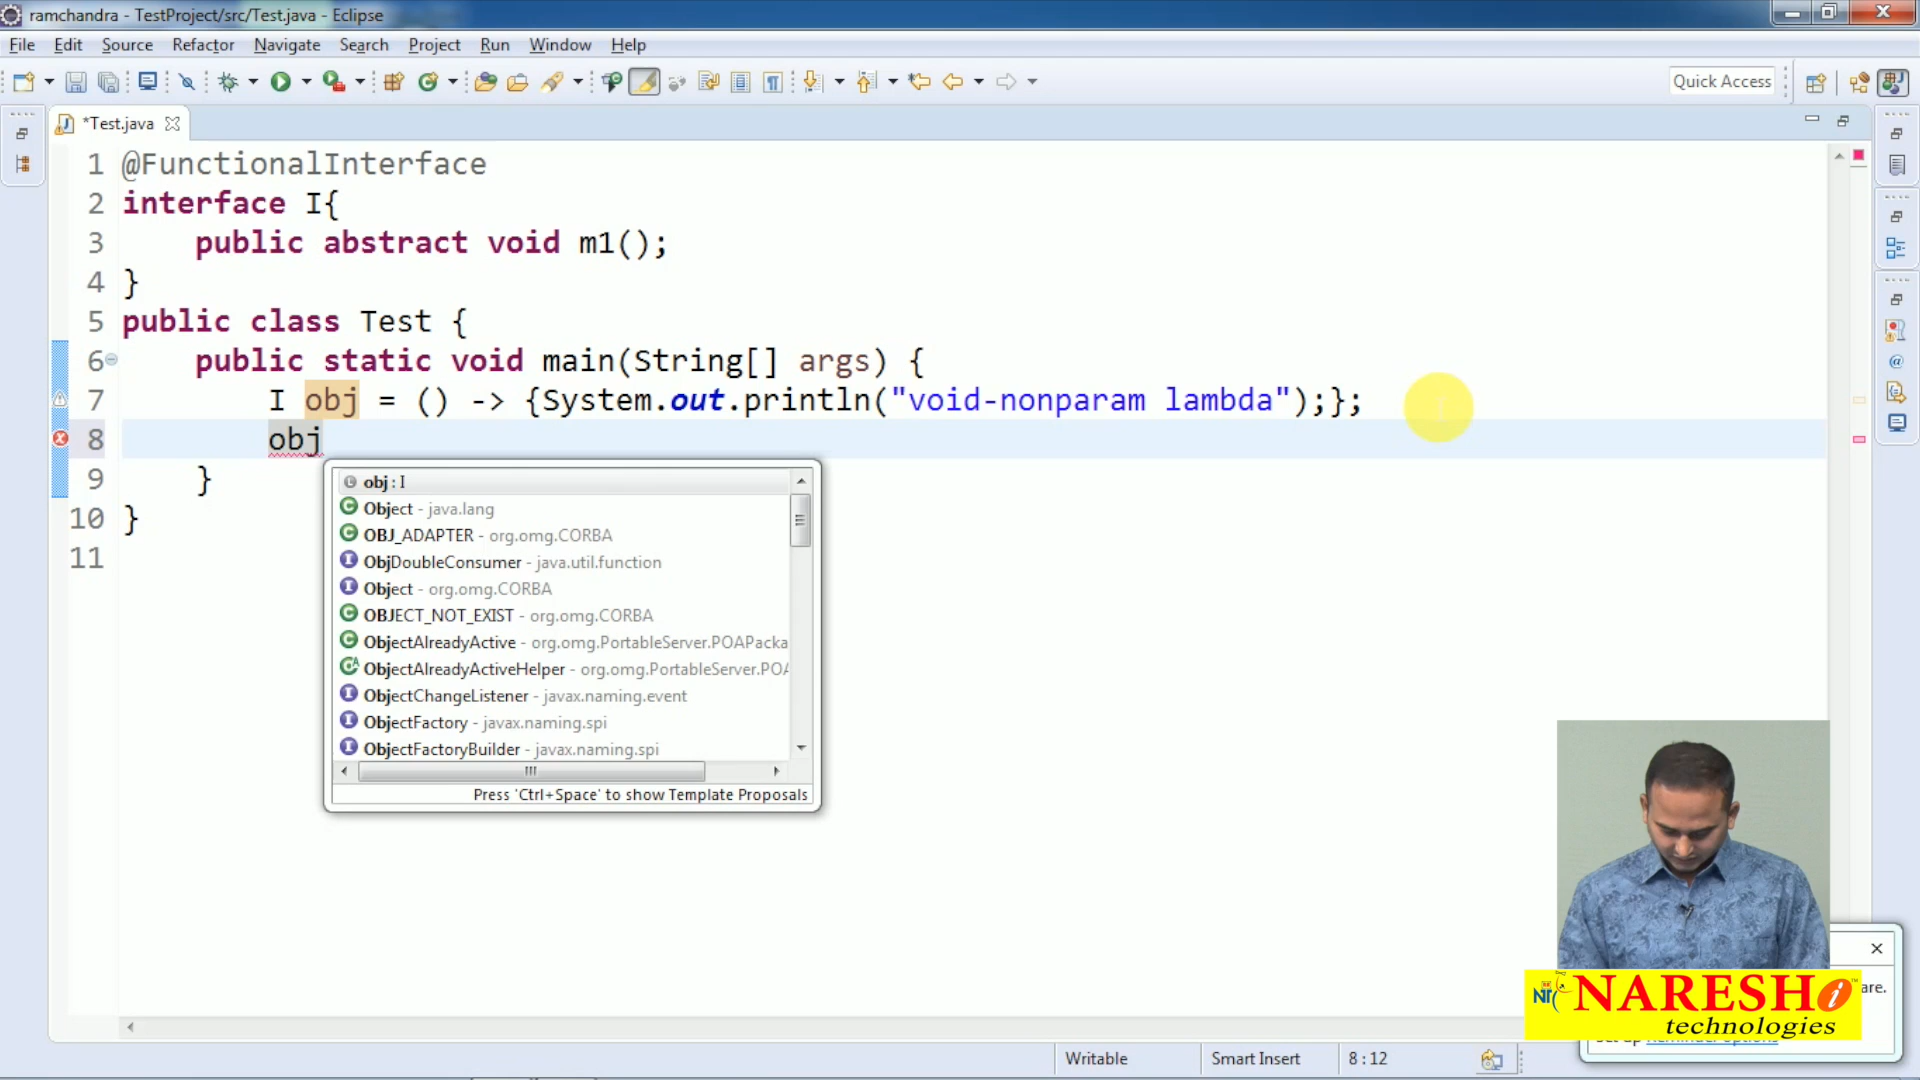 ramchandra - TestProject/src/Test.java - Eclipse
File Edit Source Refactor Navigate Search Project Run Window Help
Quick Access
*Test.java
1 @FunctionalInterface
2 interface I{
3 public abstract void m1();
4 }
5 public class Test {
6 public static void main(String[] args) {
7 I obj = () -> {System.out.println("void-nonparam lambda");};
8 obj
9 }
10 }
11
obj : I
Object - java.lang
OBJ_ADAPTER - org.omg.CORBA
ObjDoubleConsumer - java.util.function
Object - org.omg.CORBA
OBJECT_NOT_EXIST - org.omg.CORBA
ObjectAlreadyActive - org.omg.PortableServer.POAPacka
ObjectAlreadyActiveHelper - org.omg.PortableServer.POA
ObjectChangeListener - javax.naming.event
ObjectFactory - javax.naming.spi
ObjectFactoryBuilder - javax.naming.spi
Press 'Ctrl+Space' to show Template Proposals
are.
NARESH i
technologies
Writable Smart Insert 8 : 12